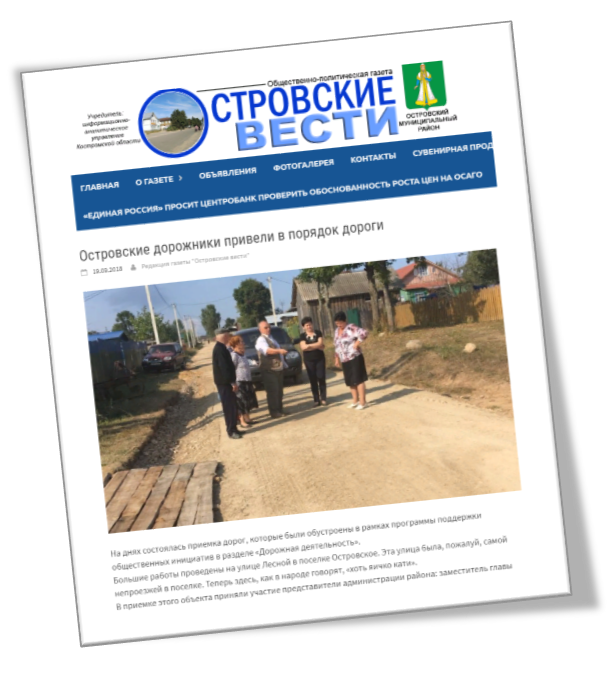 Общественно-политическая газета
Учредитель:
информационно-
аналитическое
управление
Костромской области
СТРОВСКИЕ
ВЕСТИ
ОСТРОВСКИЙ
МУНИЦИПАЛЬНЫЙ
РАЙОН
ГЛАВНАЯ О ГАЗЕТЕ ОБЪЯВЛЕНИЯ ФОТОГАЛЕРЕЯ КОНТАКТЫ СУВЕНИРНАЯ ПРОД
«ЕДИНАЯ РОССИЯ» ПРОСИТ ЦЕНТРОБАНК ПРОВЕРИТЬ ОБОСНОВАННОСТЬ РОСТА ЦЕН НА ОСАГО
Островские дорожники привели в порядок дороги
19.09.2018 Редакция газеты "Островские вести"
На днях состоялась приемка дорог, которые были обустроены в рамках программы поддержки
общественных инициатив в разделе «Дорожная деятельность».
Большие работы проведены на улице Лесной в поселке Островское. Эта улица была, пожалуй, самой
непроезжей в поселке. Теперь здесь, как в народе говорят, «хоть яичко кати».
В приемке этого объекта приняли участие представители администрации района: заместитель главы